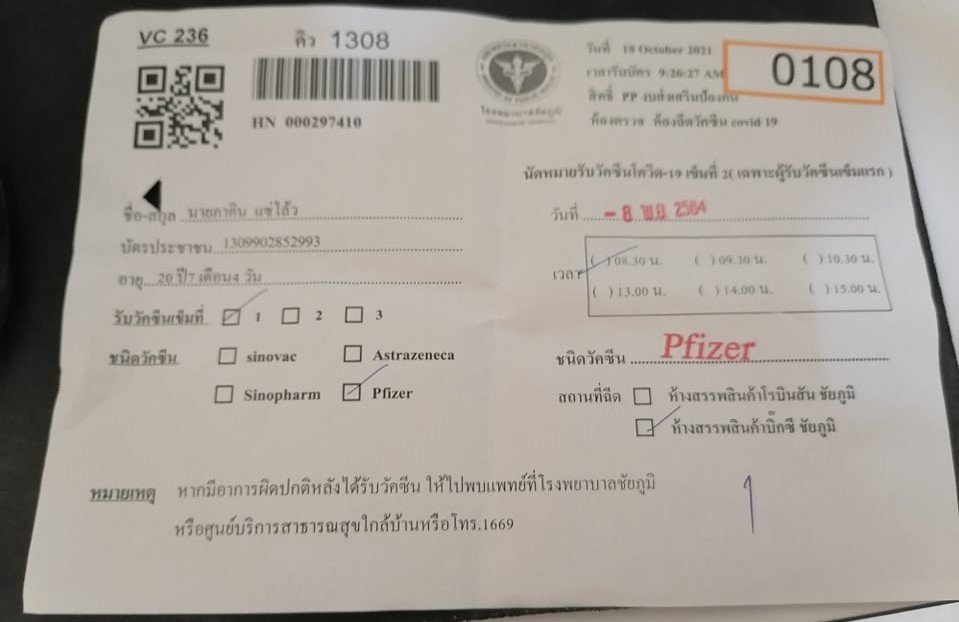 VC 236
คิว 1308
HN 000297410
โรงพยาบาลชัยภูมิ
วันที่ 18 October 2021
เวลารับบัตร 9:26:27 AM
สิทธิ์ PP งบส่งเสริมป้องกัน
ห้องตรวจ ห้องฉีดวัคซีน covid 19
0108
ชื่อ-สกุล นายภาคิน แซ่โล้ว
บัตรประชาชน 1309902852993
อายุ 20 ปี 7 เดือน 4 วัน
รับวัคซีนเข็มที่ 1 2 3
ชนิดวัคซีน sinovac Astrazeneca
Sinopharm Pfizer
นัดหมายรับวัคซีนโควิด-19 เข็มที่ 2( เฉพาะผู้รับวัคซีนเข็มแรก )
วันที่ - 8 พ.ย. 2564
เวลา ( ) 08.30 น. ( ) 09.30 น. ( ) 10.30 น.
( ) 13.00 น. ( ) 14.00 น. ( ) 15.00 น.
ชนิดวัคซีน Pfizer
สถานที่ฉีด ห้างสรรพสินค้าโรบินสัน ชัยภูมิ
ห้างสรรพสินค้าบิ๊กซี ชัยภูมิ
หมายเหตุ หากมีอาการผิดปกติหลังได้รับวัคซีน ให้ไปพบแพทย์ที่โรงพยาบาลชัยภูมิ
หรือศูนย์บริการสาธารณสุขใกล้บ้านหรือโทร.1669
1